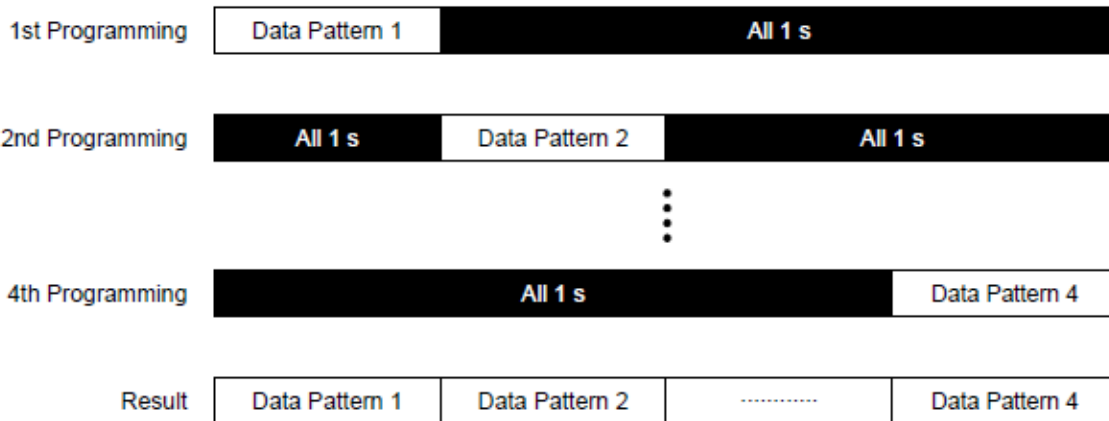 1st Programming Data Pattern 1 All 1 s
2nd Programming All 1 s Data Pattern 2 All 1 s
4th Programming All 1 s Data Pattern 4
Result Data Pattern 1 Data Pattern 2 ............ Data Pattern 4